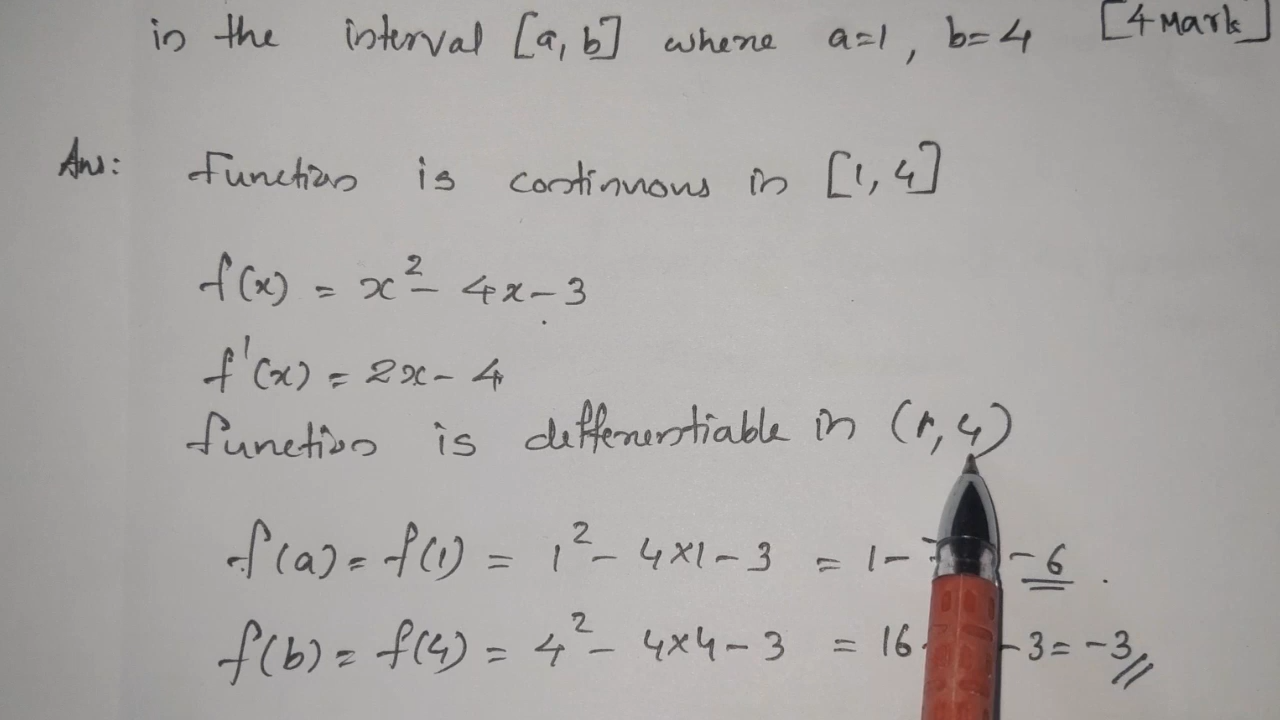 in the interval [a, b] where a=1, b=4 [4 Mark]
Ans: Function is continuous in [1, 4]
f(x) = x² - 4x - 3
f'(x) = 2x - 4
function is defferentiable in (1, 4)
f(a) = f(1) = 1² - 4×1 - 3 = 1 - -6.
f(b) = f(4) = 4² - 4×4 - 3 = 16 - 3 = -3//